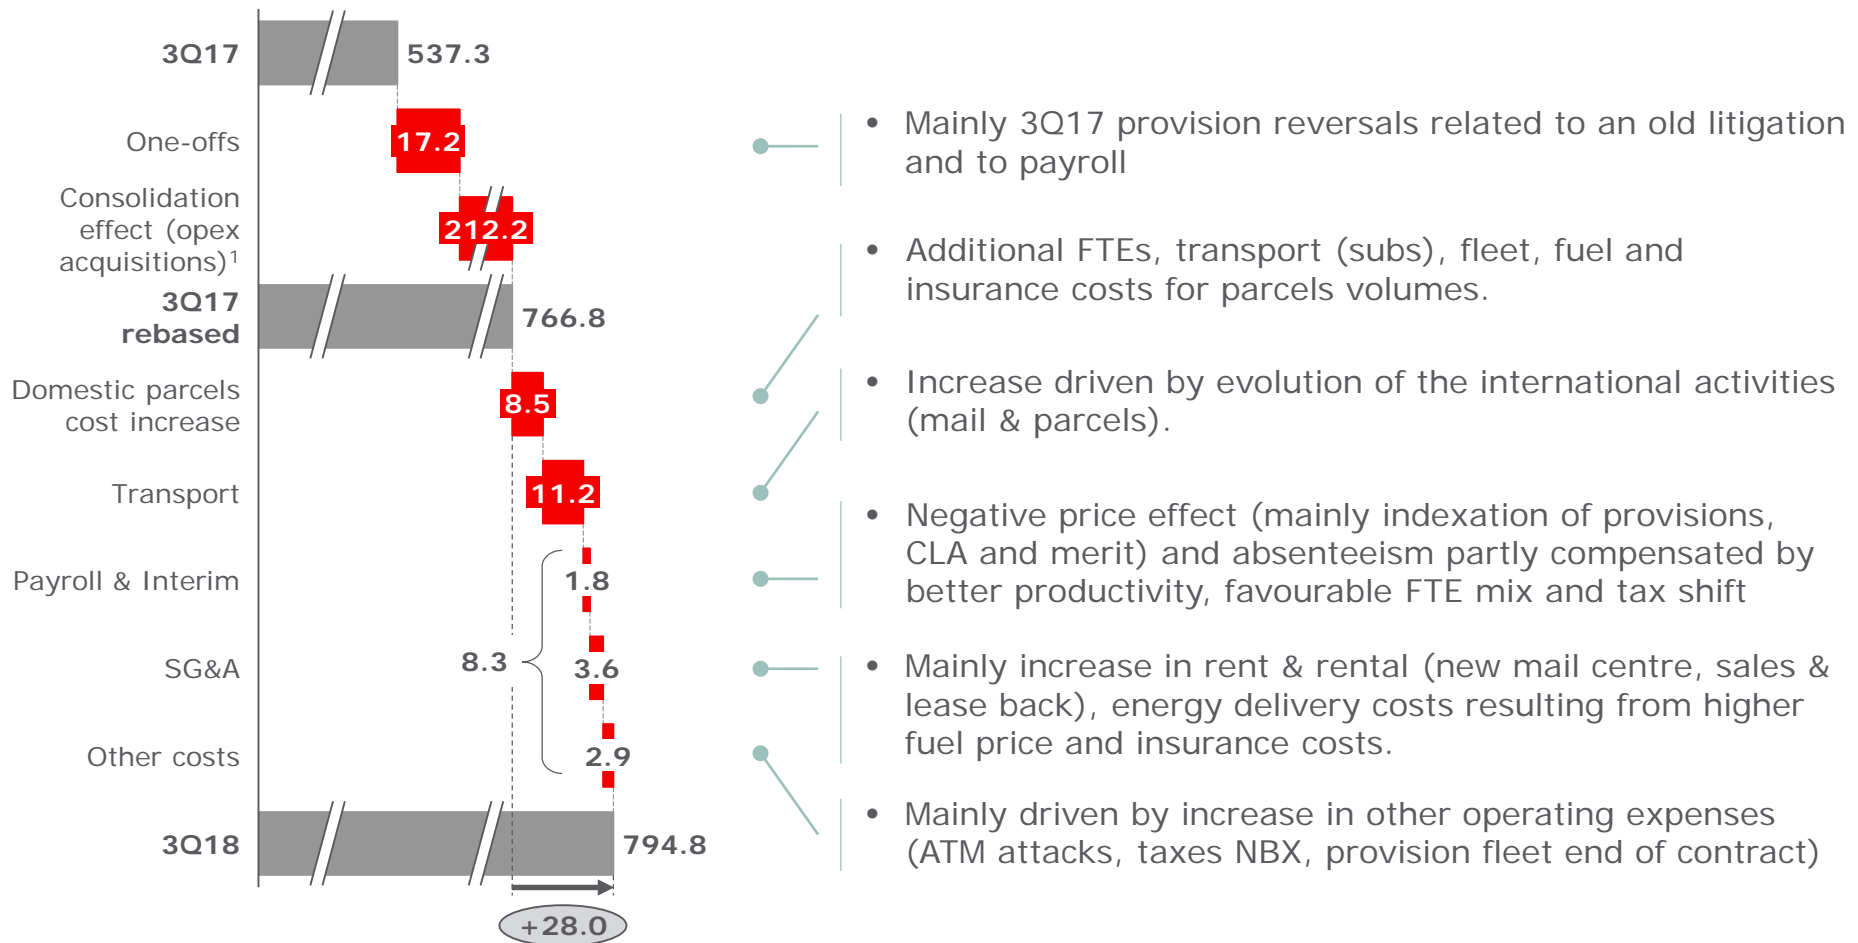 3Q17
537.3
One-offs
17.2
Consolidation
effect (opex
acquisitions)¹
212.2
3Q17
rebased
766.8
Domestic parcels
cost increase
8.5
Transport
11.2
Payroll & Interim
1.8
SG&A
8.3
3.6
Other costs
2.9
3Q18
794.8
+28.0
• Mainly 3Q17 provision reversals related to an old litigation
and to payroll
• Additional FTEs, transport (subs), fleet, fuel and
insurance costs for parcels volumes.
• Increase driven by evolution of the international activities
(mail & parcels).
• Negative price effect (mainly indexation of provisions,
CLA and merit) and absenteeism partly compensated by
better productivity, favourable FTE mix and tax shift
• Mainly increase in rent & rental (new mail centre, sales &
lease back), energy delivery costs resulting from higher
fuel price and insurance costs.
• Mainly driven by increase in other operating expenses
(ATM attacks, taxes NBX, provision fleet end of contract)